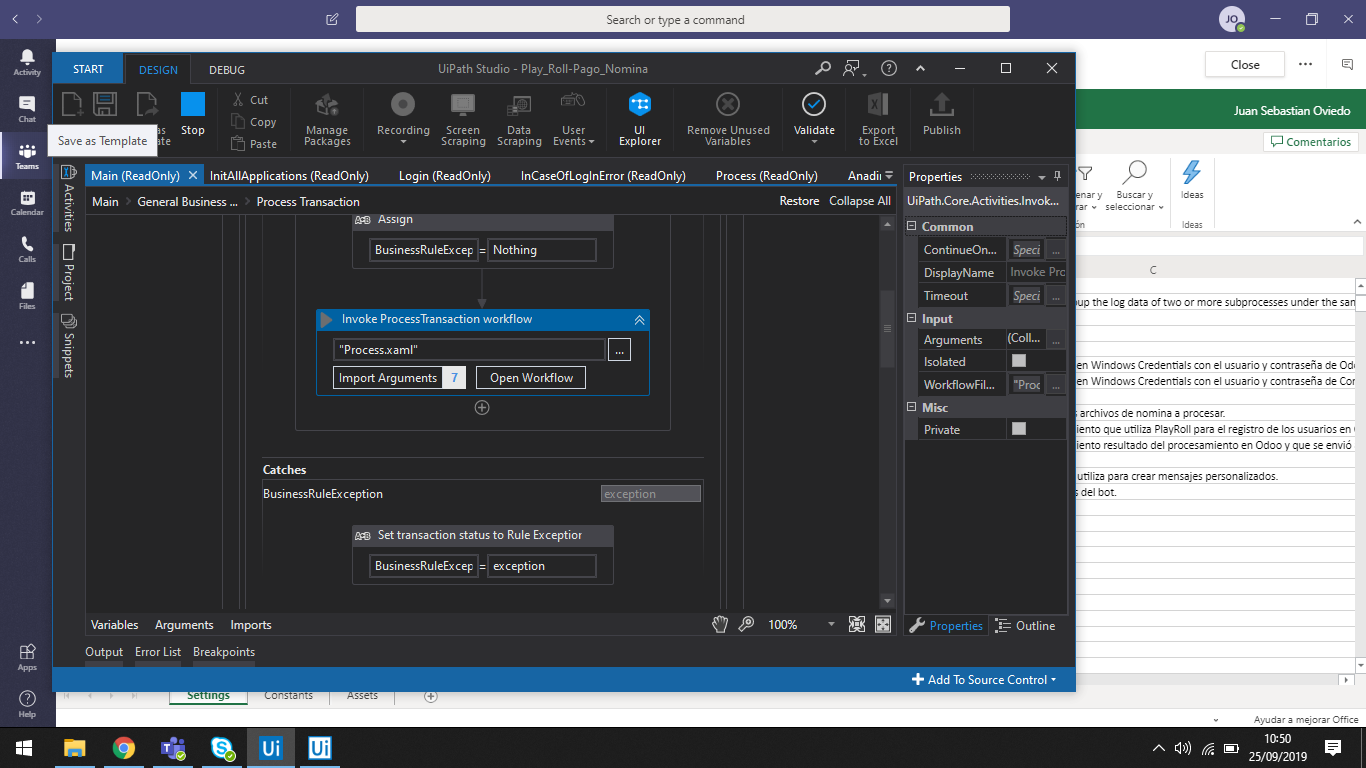 Search or type a command
JO
Activity
Chat
Teams
Calendar
Calls
Files
Apps
Help
Close
Juan Sebastian Oviedo
Comentarios
Buscar y
seleccionar
Ideas
Ideas
START
DESIGN
DEBUG
UiPath Studio - Play_Roll-Pago_Nomina
Save as Template
Stop
Cut
Copy
Paste
Manage
Packages
Recording
Screen
Scraping
Data
Scraping
User
Events
UI
Explorer
Remove Unused
Variables
Validate
Export
to Excel
Publish
Main (ReadOnly)
InitAllApplications (ReadOnly)
Login (ReadOnly)
InCaseOfLogInError (ReadOnly)
Process (ReadOnly)
Anadi
Main > General Business ... > Process Transaction
Restore
Collapse All
Activities
Project
Snippets
Assign
BusinessRuleExcep = Nothing
Invoke ProcessTransaction workflow
"Process.xaml"
...
Import Arguments 7
Open Workflow
Catches
BusinessRuleException
exception
Set transaction status to Rule Exception
BusinessRuleExcep = exception
Variables
Arguments
Imports
100%
Output
Error List
Breakpoints
Properties
UiPath.Core.Activities.Invok...
Common
ContinueOn... Speci ...
DisplayName Invoke Prc
Timeout Speci ...
Input
Arguments (Coll... ...
Isolated
WorkflowFil... "Proc ...
Misc
Private
Properties
Outline
Add To Source Control
C
up the log data of two or more subprocesses under the san
en Windows Credentials con el usuario y contraseña de Odo
en Windows Credentials con el usuario y contraseña de Cor
s archivos de nomina a procesar.
iento que utiliza PlayRoll para el registro de los usuarios en
iento resultado del procesamiento en Odoo y que se envió
utiliza para crear mensajes personalizados.
s del bot.
Settings
Constants
Assets
Ayudar a mejorar Office
Ui
Ui
10:50
25/09/2019